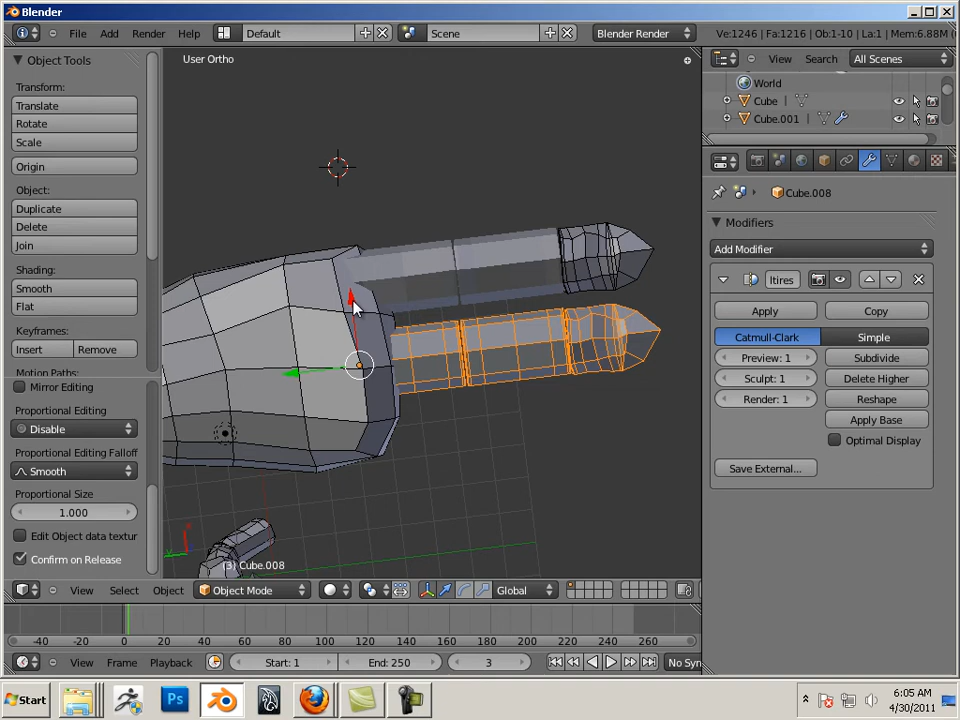 Blender
File Add Render Help Default Scene Blender Render Ve:1246 | Fa:1216 | Ob:1-10 | La:1 | Mem:6.88M
Object Tools
Transform:
Translate
Rotate
Scale
Origin
Object:
Duplicate
Delete
Join
Shading:
Smooth
Flat
Keyframes:
Insert Remove
Motion Paths:
Mirror Editing
Proportional Editing
Disable
Proportional Editing Falloff
Smooth
Proportional Size
1.000
Edit Object data textur
Confirm on Release
User Ortho
(3) Cube.008
View Select Object Object Mode Global
View Search All Scenes
World
Cube
Cube.001
Cube.008
Modifiers
Add Modifier
ltires
Apply Copy
Catmull-Clark Simple
Preview: 1 Subdivide
Sculpt: 1 Delete Higher
Render: 1 Reshape
Apply Base
Optimal Display
Save External...
-40 -20 0 20 40 60 80 100 120 140 160 180 200 220 240 260
View Frame Playback Start: 1 End: 250 3 No Syn
Start 6:05 AM
4/30/2011